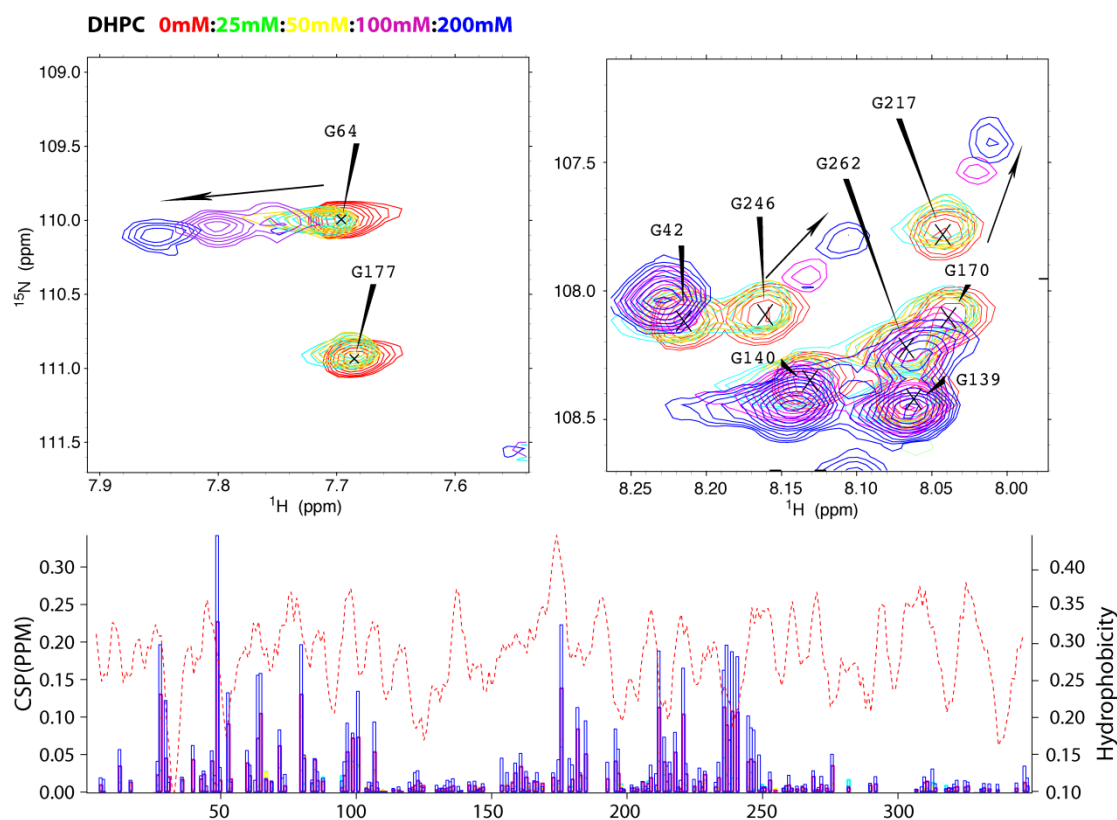 DHPC 0mM:25mM:50mM:100mM:200mM
109.0
109.5
110.0
110.5
111.0
111.5
15N (ppm)
G64
G177
7.9 7.8 7.7 7.6
1H (ppm)
107.5
108.0
108.5
G217
G262
G246
G42
G170
G140
G139
8.25 8.20 8.15 8.10 8.05 8.00
1H (ppm)
CSP(PPM)
0.30
0.25
0.20
0.15
0.10
0.05
0.00
0.40
0.35
0.30
0.25
0.20
0.15
0.10
Hydrophobicity
50 100 150 200 250 300